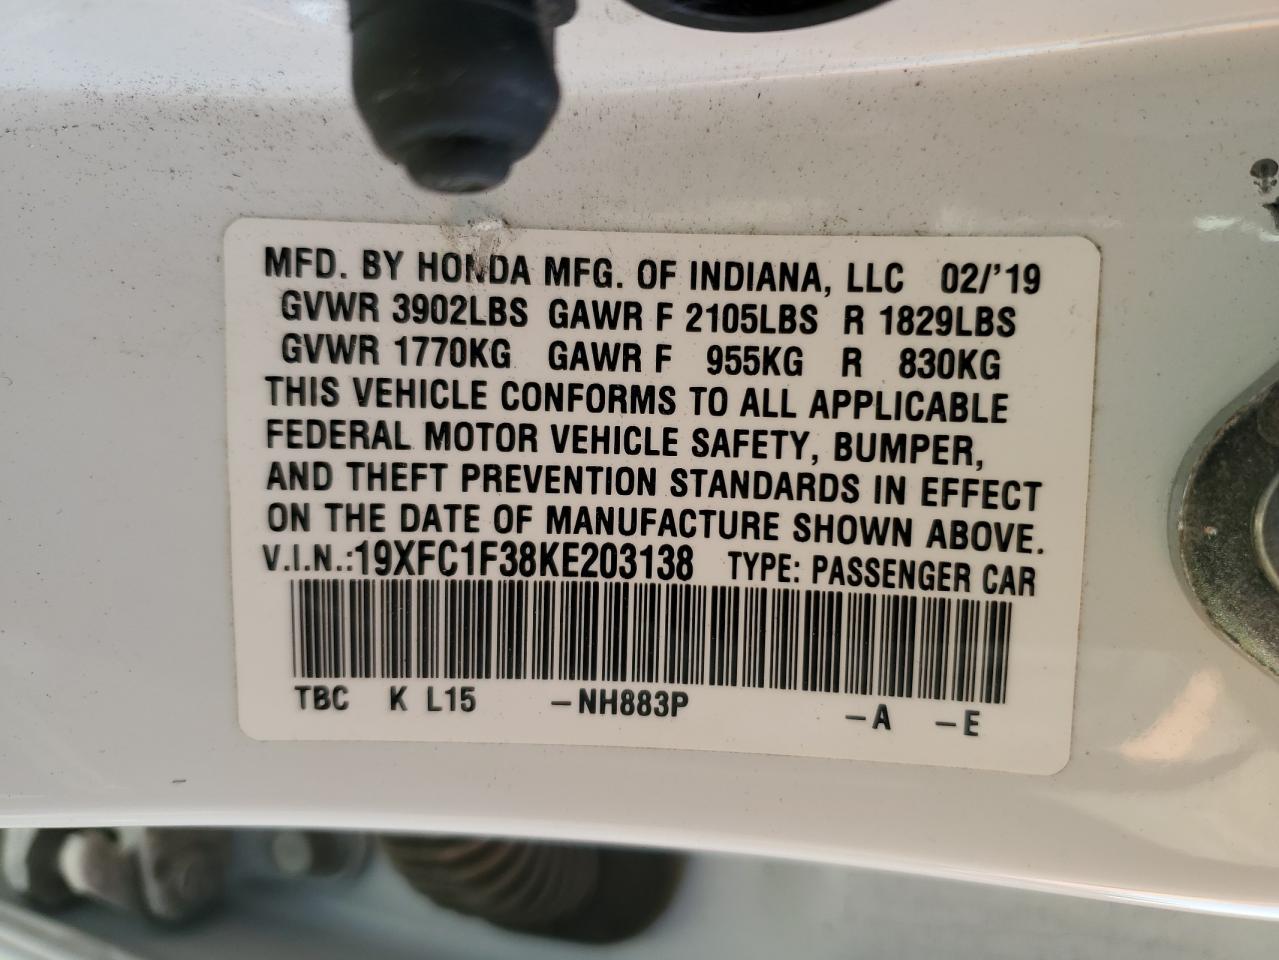 MFD. BY HONDA MFG. OF INDIANA, LLC 02/'19
GVWR 3902LBS GAWR F 2105LBS R 1829LBS
GVWR 1770KG GAWR F 955KG R 830KG
THIS VEHICLE CONFORMS TO ALL APPLICABLE
FEDERAL MOTOR VEHICLE SAFETY, BUMPER,
AND THEFT PREVENTION STANDARDS IN EFFECT
ON THE DATE OF MANUFACTURE SHOWN ABOVE.
V.I.N.:19XFC1F38KE203138 TYPE: PASSENGER CAR
TBC K L15 –NH883P –A –E